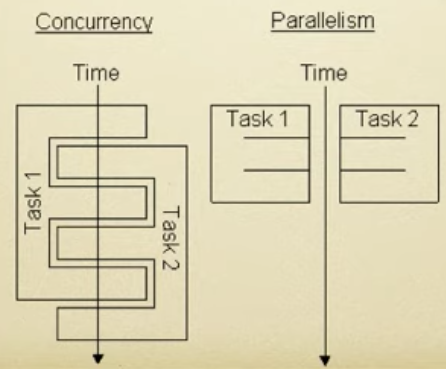 Concurrency
Time
Task 1
Task 2
Parallelism
Time
Task 1
Task 2